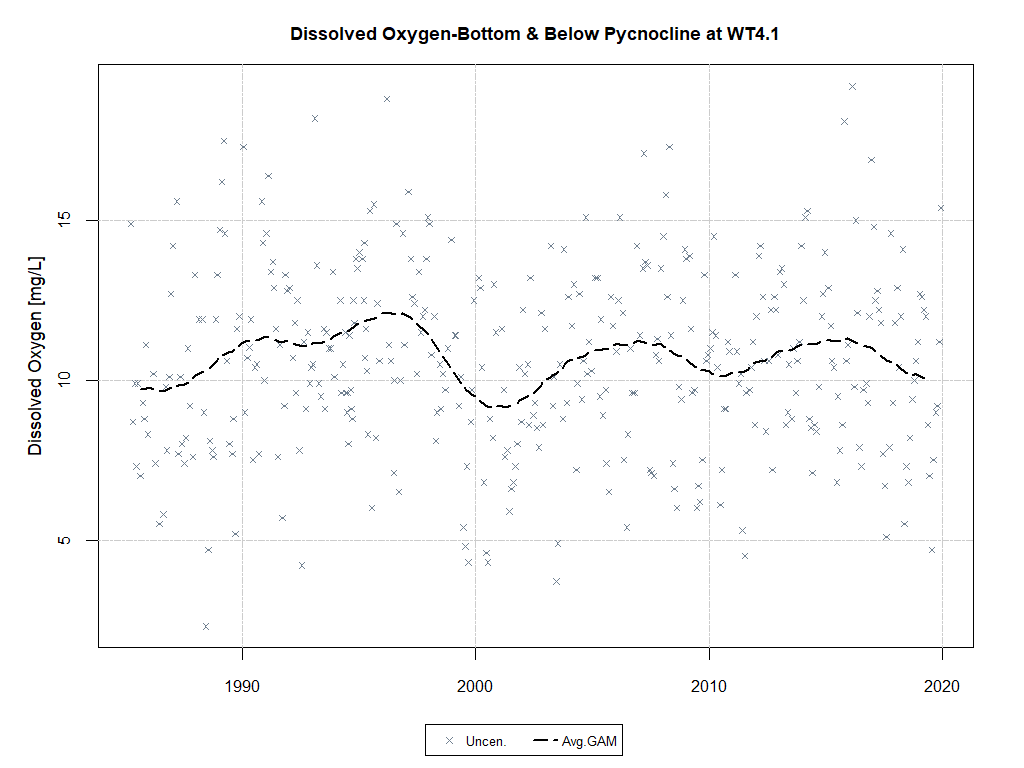 Dissolved Oxygen-Bottom & Below Pycnocline at WT4.1
Dissolved Oxygen [mg/L]
15
10
5
1990 2000 2010 2020
Uncen. Avg.GAM